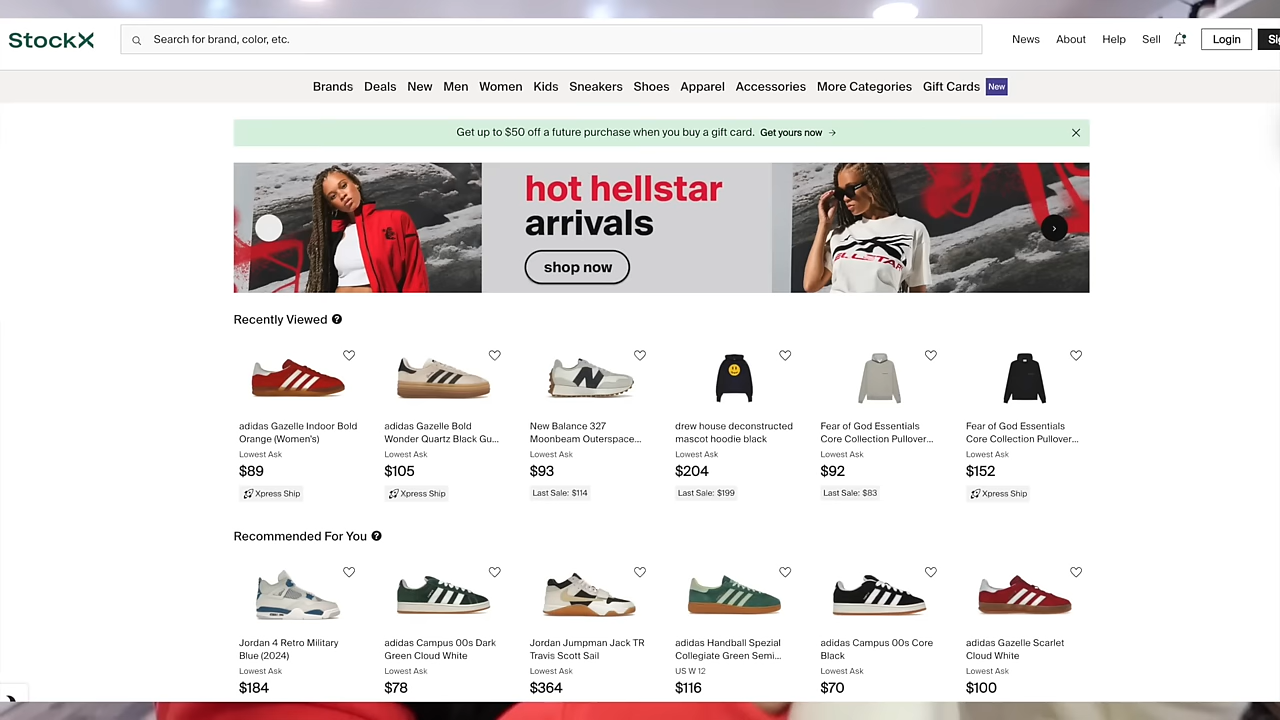 StockX
Search for brand, color, etc.
News About Help Sell Login
Brands Deals New Men Women Kids Sneakers Shoes Apparel Accessories More Categories Gift Cards New
Get up to $50 off a future purchase when you buy a gift card. Get yours now →
hot hellstar
arrivals
shop now
Recently Viewed
adidas Gazelle Indoor Bold
Orange (Women's)
Lowest Ask
$89
Xpress Ship
adidas Gazelle Bold
Wonder Quartz Black Gu...
Lowest Ask
$105
Xpress Ship
New Balance 327
Moonbeam Outerspace...
Lowest Ask
$93
Last Sale: $114
drew house deconstructed
mascot hoodie black
Lowest Ask
$204
Last Sale: $199
Fear of God Essentials
Core Collection Pullover...
Lowest Ask
$92
Last Sale: $83
Fear of God Essentials
Core Collection Pullover...
Lowest Ask
$152
Xpress Ship
Recommended For You
Jordan 4 Retro Military
Blue (2024)
Lowest Ask
$184
adidas Campus 00s Dark
Green Cloud White
Lowest Ask
$78
Jordan Jumpman Jack TR
Travis Scott Sail
Lowest Ask
$364
adidas Handball Spezial
Collegiate Green Semi...
US W 12
$116
adidas Campus 00s Core
Black
Lowest Ask
$70
adidas Gazelle Scarlet
Cloud White
Lowest Ask
$100